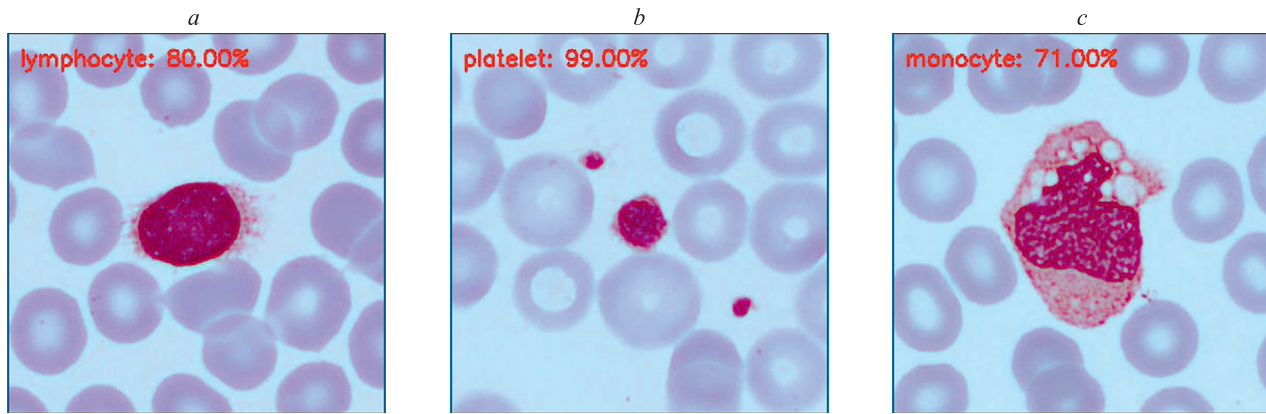 a
b
c
lymphocyte: 80.00%
platelet: 99.00%
monocyte: 71.00%